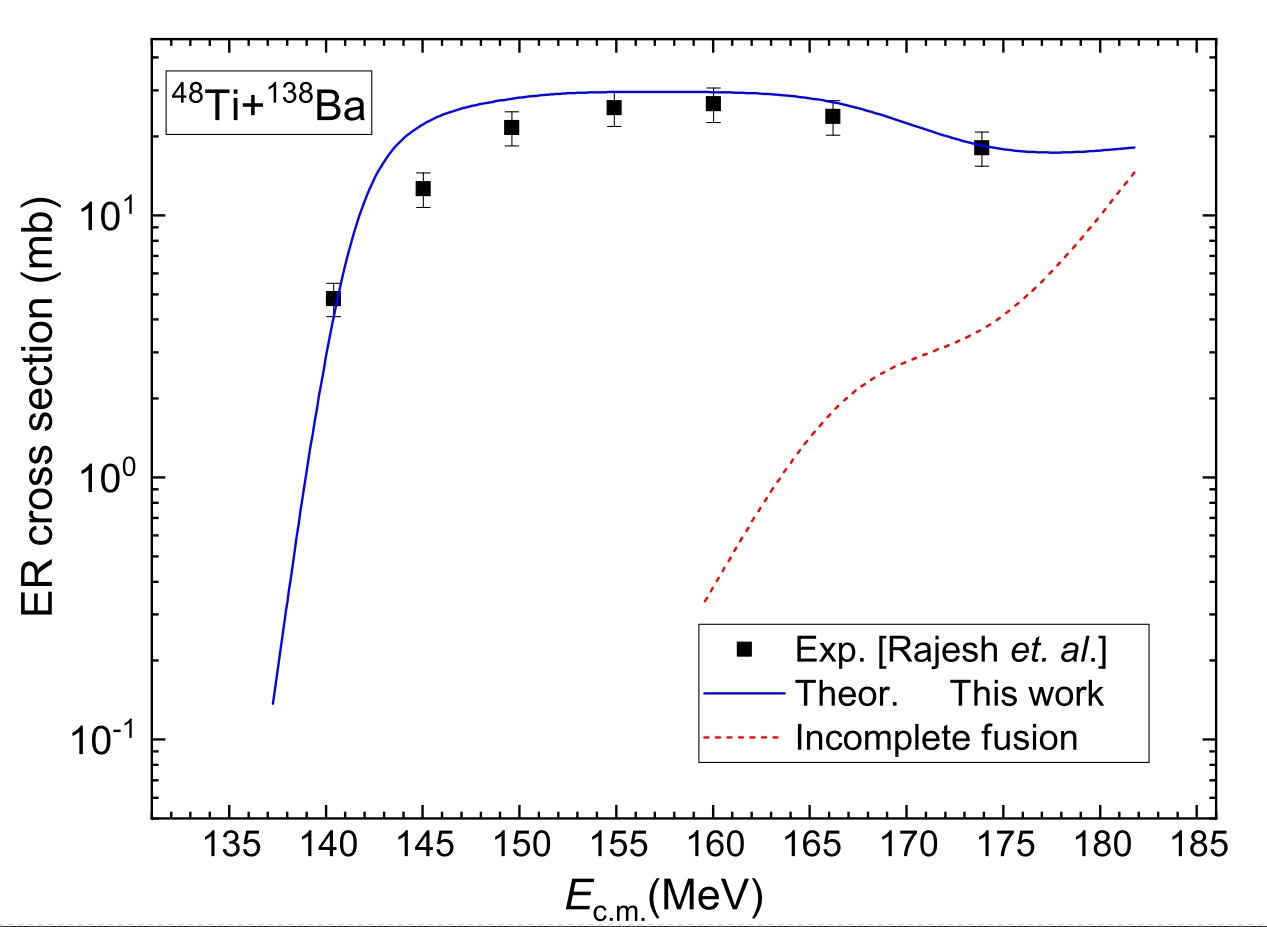 ⁴⁸Ti+¹³⁸Ba
10¹
10⁰
10⁻¹
ER cross section (mb)
Exp. [Rajesh et. al.]
Theor. This work
Incomplete fusion
135 140 145 150 155 160 165 170 175 180 185
E_c.m.(MeV)